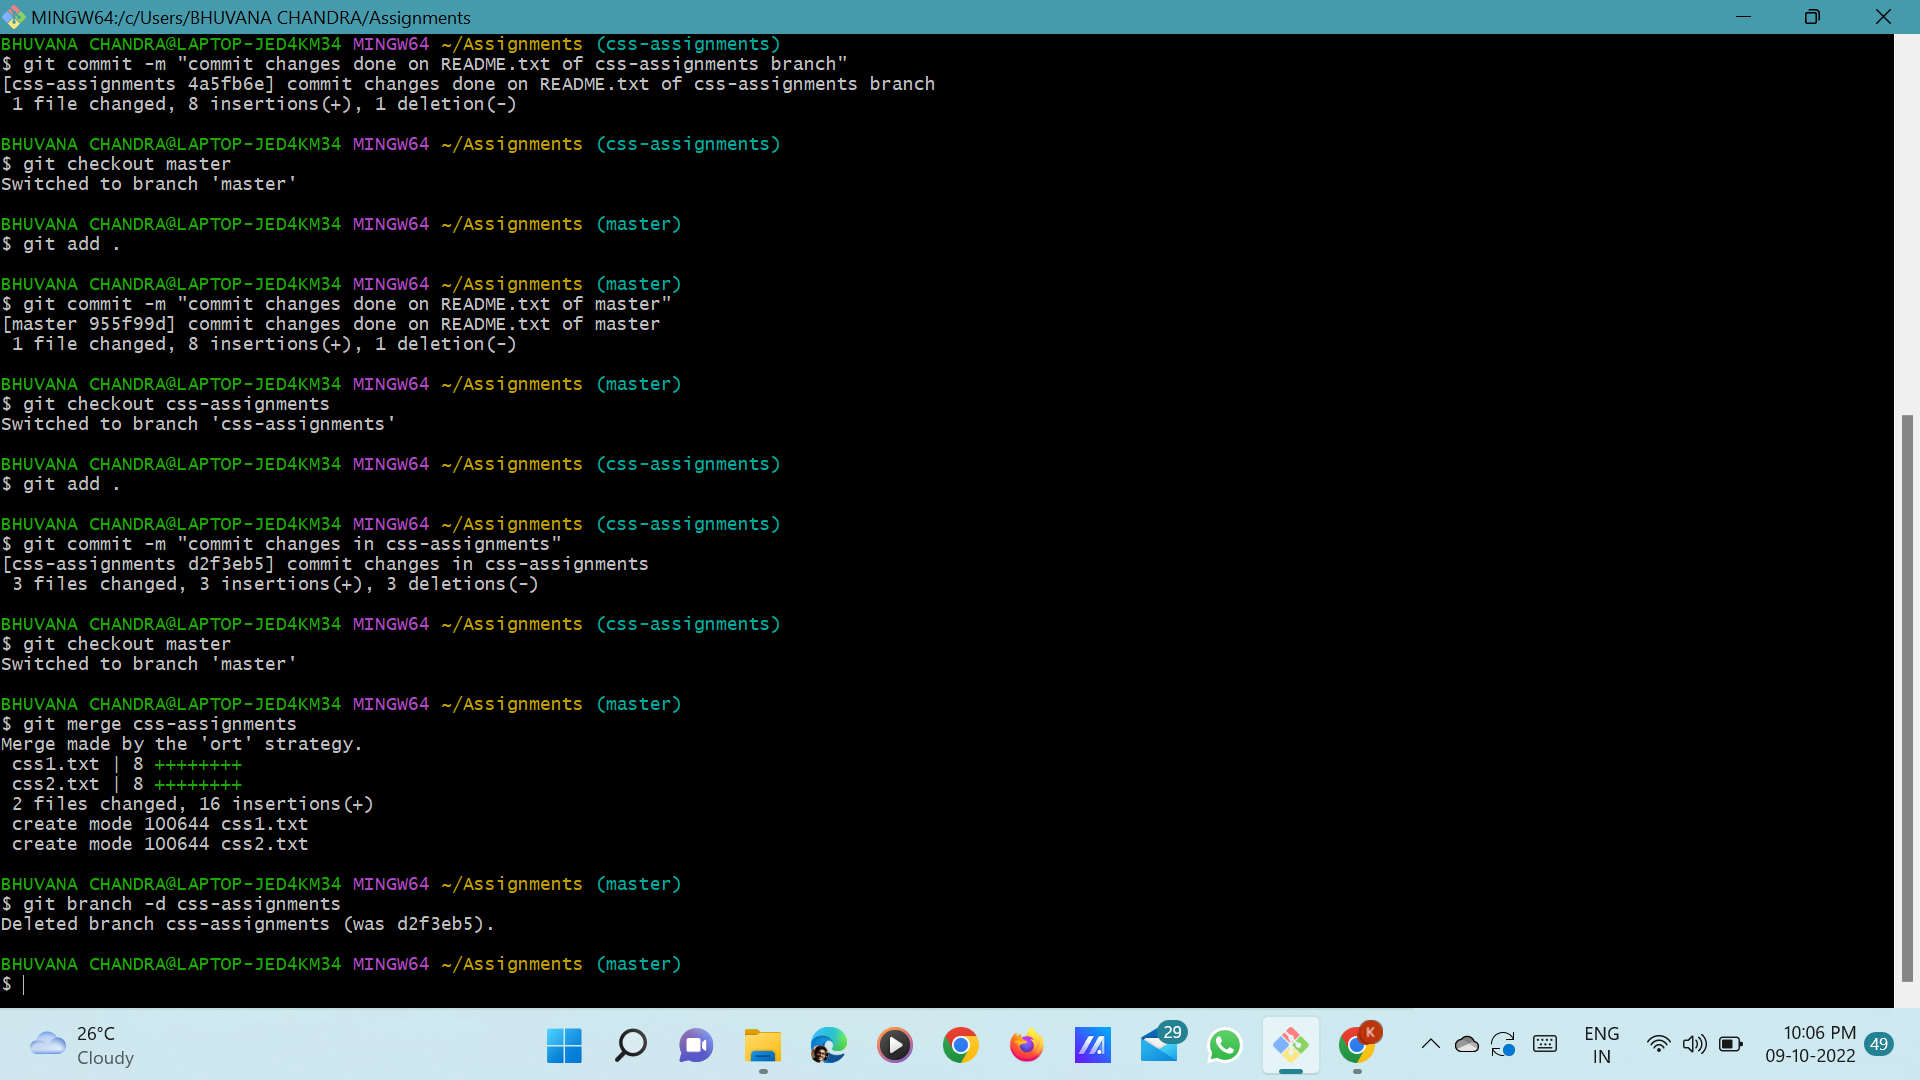 MINGW64:/c/Users/BHUVANA CHANDRA/Assignments
BHUVANA CHANDRA@LAPTOP-JED4KM34 MINGW64 ~/Assignments (css-assignments)
$ git commit -m "commit changes done on README.txt of css-assignments branch"
[css-assignments 4a5fb6e] commit changes done on README.txt of css-assignments branch
 1 file changed, 8 insertions(+), 1 deletion(-)
BHUVANA CHANDRA@LAPTOP-JED4KM34 MINGW64 ~/Assignments (css-assignments)
$ git checkout master
Switched to branch 'master'
BHUVANA CHANDRA@LAPTOP-JED4KM34 MINGW64 ~/Assignments (master)
$ git add .
BHUVANA CHANDRA@LAPTOP-JED4KM34 MINGW64 ~/Assignments (master)
$ git commit -m "commit changes done on README.txt of master"
[master 955f99d] commit changes done on README.txt of master
 1 file changed, 8 insertions(+), 1 deletion(-)
BHUVANA CHANDRA@LAPTOP-JED4KM34 MINGW64 ~/Assignments (master)
$ git checkout css-assignments
Switched to branch 'css-assignments'
BHUVANA CHANDRA@LAPTOP-JED4KM34 MINGW64 ~/Assignments (css-assignments)
$ git add .
BHUVANA CHANDRA@LAPTOP-JED4KM34 MINGW64 ~/Assignments (css-assignments)
$ git commit -m "commit changes in css-assignments"
[css-assignments d2f3eb5] commit changes in css-assignments
 3 files changed, 3 insertions(+), 3 deletions(-)
BHUVANA CHANDRA@LAPTOP-JED4KM34 MINGW64 ~/Assignments (css-assignments)
$ git checkout master
Switched to branch 'master'
BHUVANA CHANDRA@LAPTOP-JED4KM34 MINGW64 ~/Assignments (master)
$ git merge css-assignments
Merge made by the 'ort' strategy.
 css1.txt | 8 ++++++++
 css2.txt | 8 ++++++++
 2 files changed, 16 insertions(+)
 create mode 100644 css1.txt
 create mode 100644 css2.txt
BHUVANA CHANDRA@LAPTOP-JED4KM34 MINGW64 ~/Assignments (master)
$ git branch -d css-assignments
Deleted branch css-assignments (was d2f3eb5).
BHUVANA CHANDRA@LAPTOP-JED4KM34 MINGW64 ~/Assignments (master)
$
26°C
Cloudy
29
K
ENG
IN
10:06 PM
09-10-2022
49